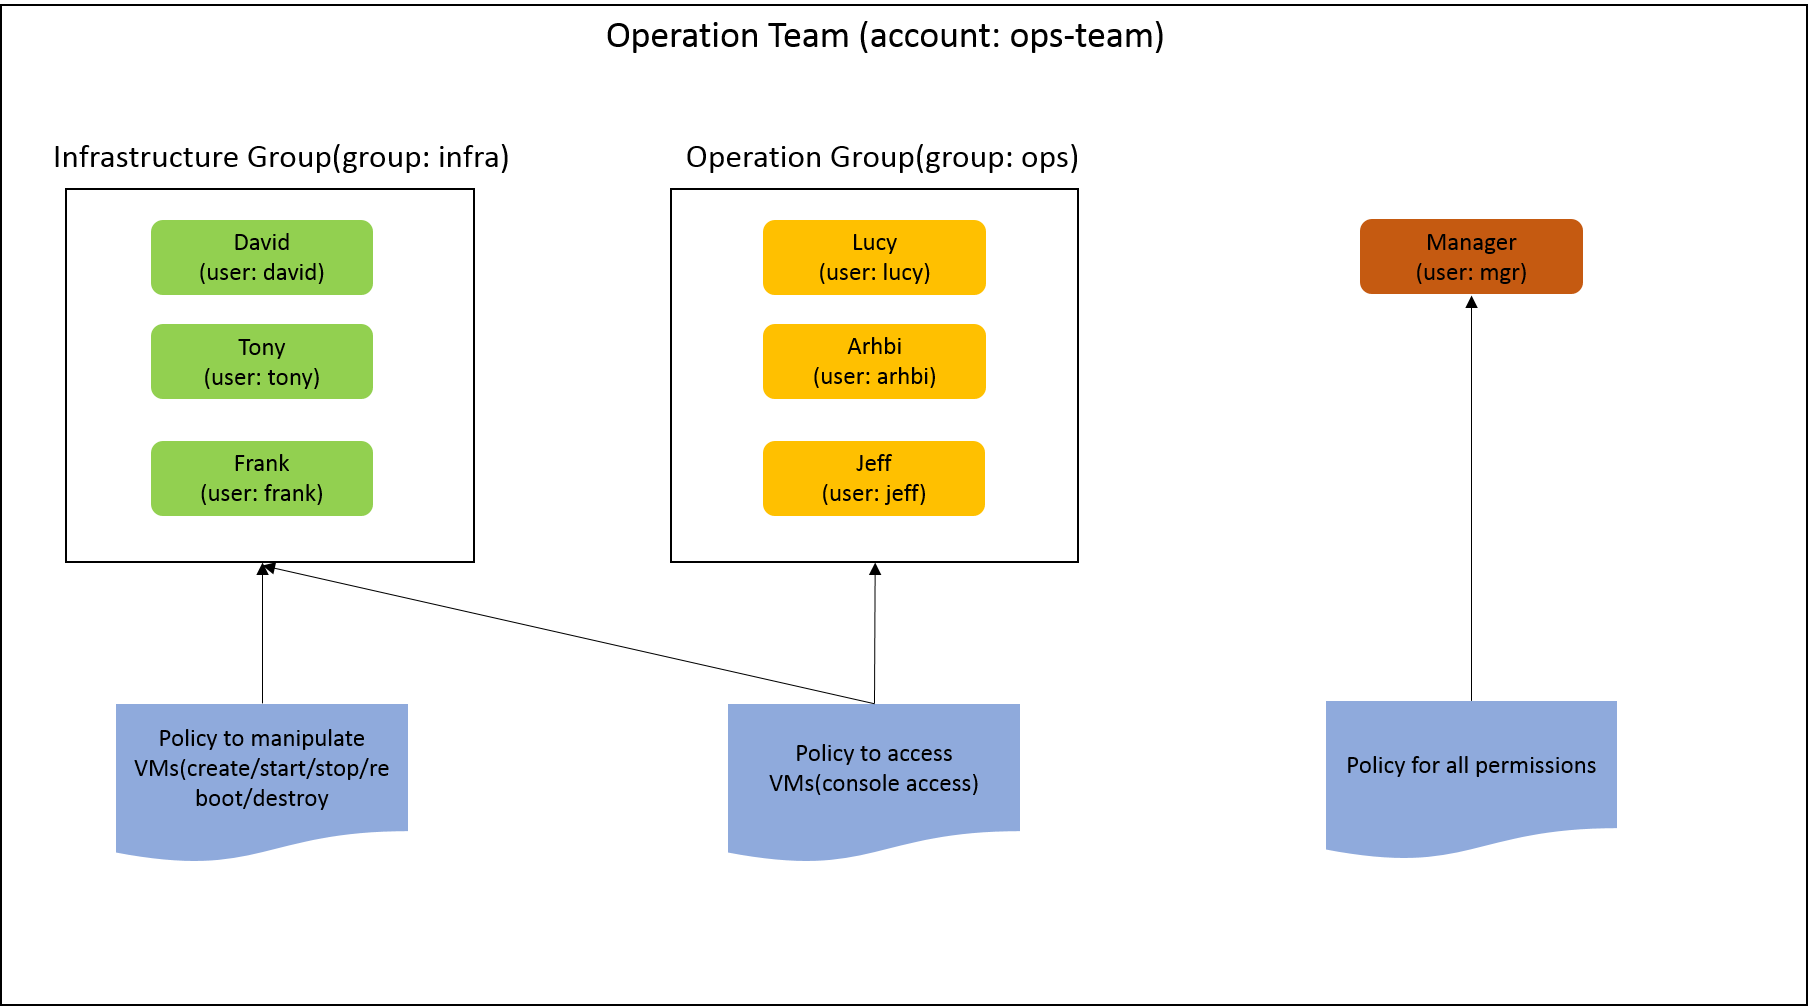 Operation Team (account: ops-team)
Infrastructure Group(group: infra)
Operation Group(group: ops)
David
(user: david)
Tony
(user: tony)
Frank
(user: frank)
Lucy
(user: lucy)
Arhbi
(user: arhbi)
Jeff
(user: jeff)
Manager
(user: mgr)
Policy to manipulate
VMs(create/start/stop/re
boot/destroy
Policy to access
VMs(console access)
Policy for all permissions